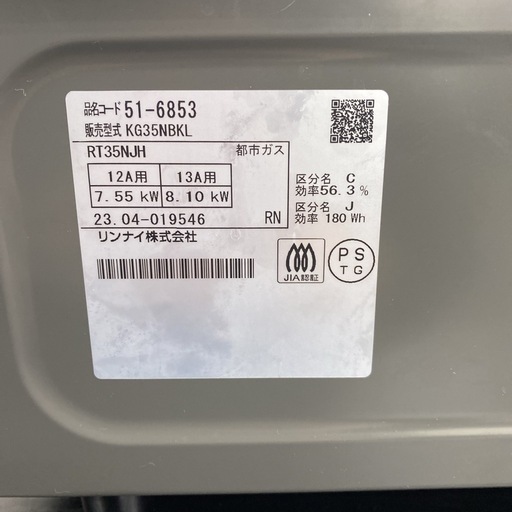 品名コード 51-6853
販売型式 KG35NBKL
RT35NJH 都市ガス
12A用 13A用
7.55 kW 8.10 kW
23.04-019546 RN
リンナイ株式会社
区分名 C
効率56.3 %
区分名 J
効率 180 Wh
JIA認証
PS
TG